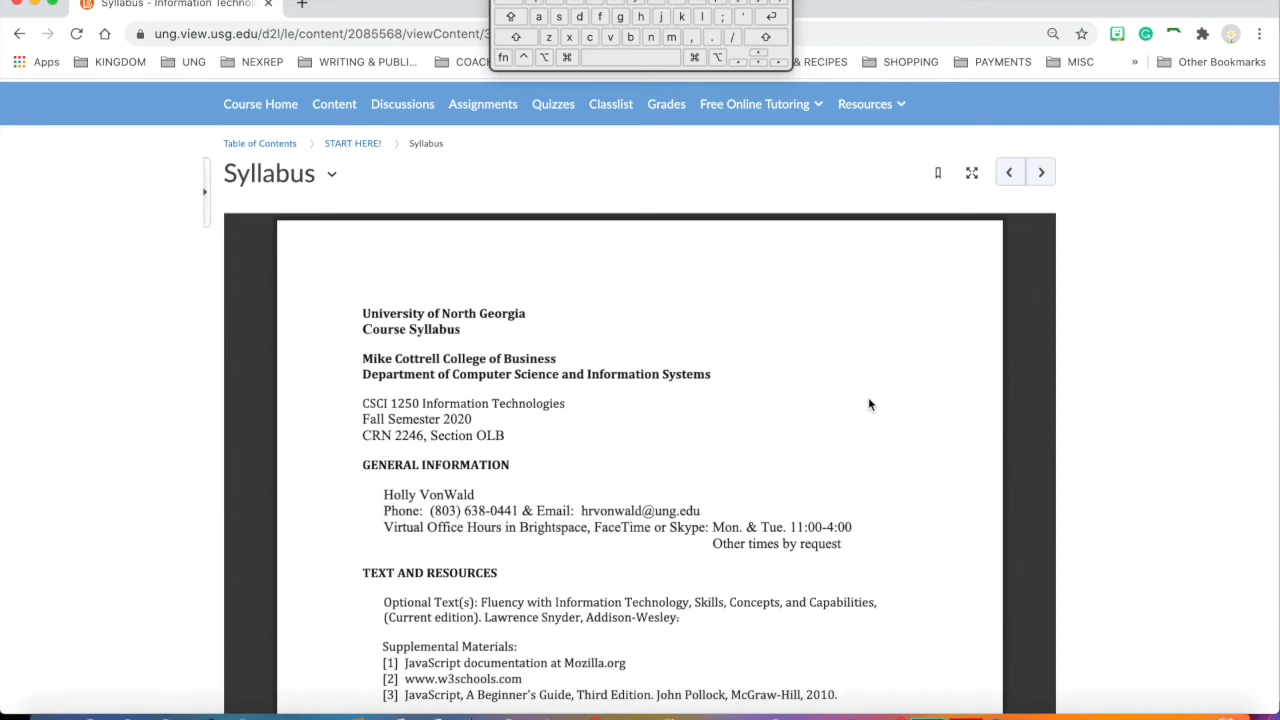 Syllabus - Information Technol
ung.view.usg.edu/d2l/le/content/2085568/viewContent/3
a s d f g h j k l ; '
z x c v b n m , . /
fn
Apps KINGDOM UNG NEXREP WRITING & PUBLI... COAC & RECIPES SHOPPING PAYMENTS MISC » Other Bookmarks
Course Home Content Discussions Assignments Quizzes Classlist Grades Free Online Tutoring Resources
Table of Contents START HERE! Syllabus
Syllabus
University of North Georgia
Course Syllabus
Mike Cottrell College of Business
Department of Computer Science and Information Systems
CSCI 1250 Information Technologies
Fall Semester 2020
CRN 2246, Section OLB
GENERAL INFORMATION
Holly VonWald
Phone: (803) 638-0441 & Email: hrvonwald@ung.edu
Virtual Office Hours in Brightspace, FaceTime or Skype: Mon. & Tue. 11:00-4:00
Other times by request
TEXT AND RESOURCES
Optional Text(s): Fluency with Information Technology, Skills, Concepts, and Capabilities,
(Current edition). Lawrence Snyder, Addison-Wesley.
Supplemental Materials:
[1] JavaScript documentation at Mozilla.org
[2] www.w3schools.com
[3] JavaScript, A Beginner's Guide, Third Edition. John Pollock, McGraw-Hill, 2010.